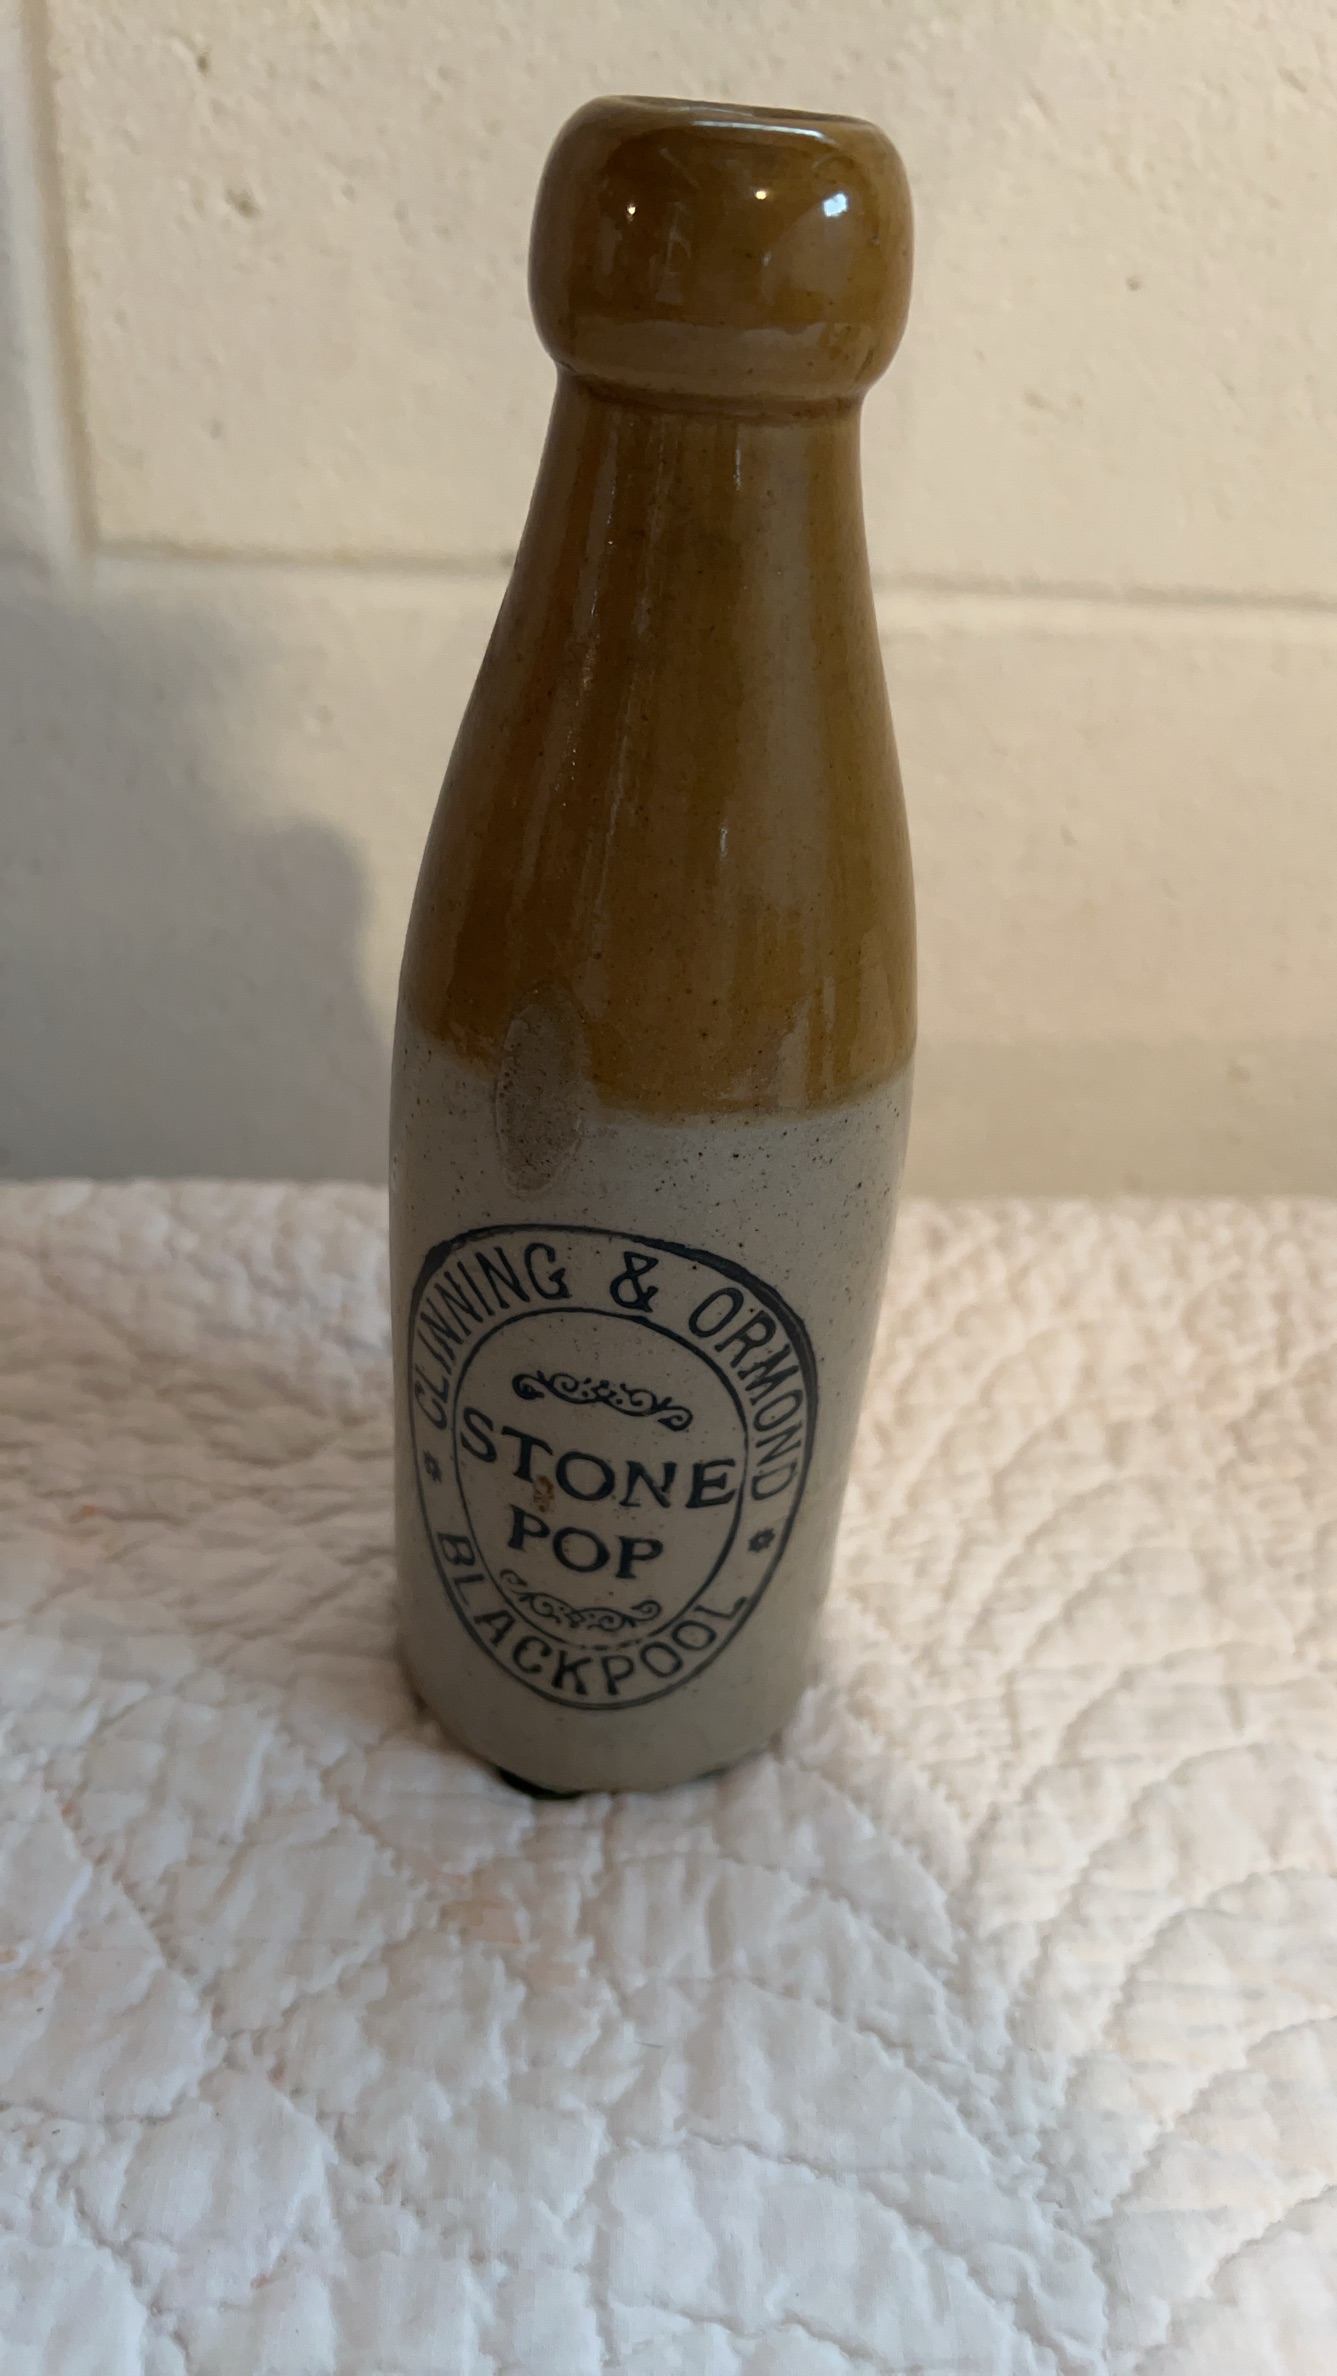 CLINNING & ORMOND
STONE
POP
* BLACKPOOL *